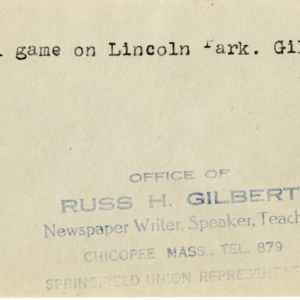 game on Lincoln Park. Gil
OFFICE OF
RUSS H. GILBERT
Newspaper Writer, Speaker, Teach
CHICOPEE MASS., TEL. 879
SPRINGFIELD UNION REPRESENTAT